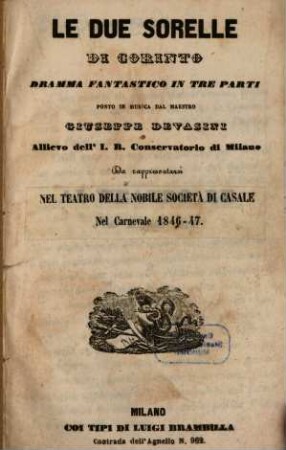 LE DUE SORELLE
DI CORINTO
DRAMMA FANTASTICO IN TRE PARTI
POSTO IN MUSICA DAL MAESTRO
GIUSEPPE DEVASINI
Allievo dell' I. R. Conservatorio di Milano
Da rappresentarsi
NEL TEATRO DELLA NOBILE SOCIETÀ DI CASALE
Nel Carnevale 1846-47.
MILANO
COI TIPI DI LUIGI BRAMBILLA
Contrada dell'Agnello N. 962.